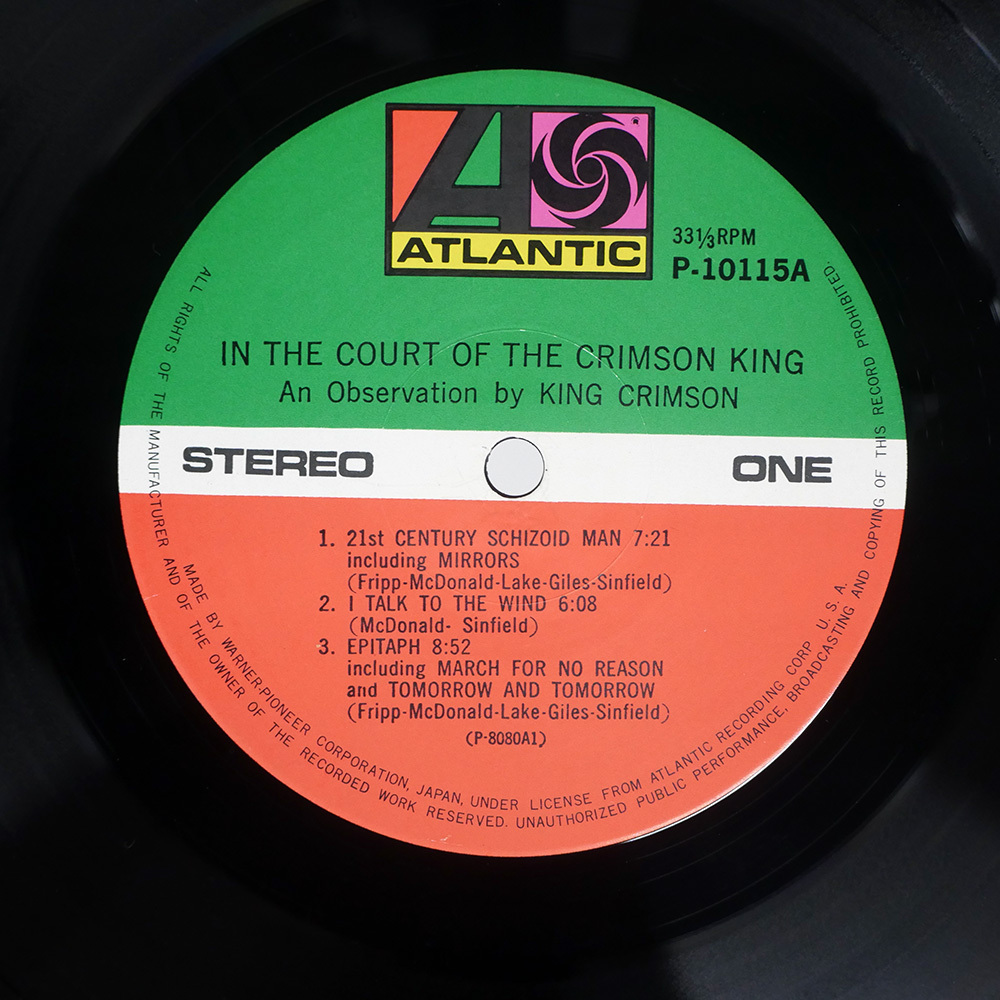 ATLANTIC
33⅓RPM
P-10115A
IN THE COURT OF THE CRIMSON KING
An Observation by KING CRIMSON
STEREO
ONE
1. 21st CENTURY SCHIZOID MAN 7:21
including MIRRORS
(Fripp-McDonald-Lake-Giles-Sinfield)
2. I TALK TO THE WIND 6:08
(McDonald- Sinfield)
3. EPITAPH 8:52
including MARCH FOR NO REASON
and TOMORROW AND TOMORROW
(Fripp-McDonald-Lake-Giles-Sinfield)
(P-8080A1)
MADE BY WARNER-PIONEER CORPORATION, JAPAN, UNDER LICENSE FROM ATLANTIC RECORDING CORP U.S.A.
ALL RIGHTS OF THE MANUFACTURER AND OF THE OWNER OF THE RECORDED WORK RESERVED. UNAUTHORIZED PUBLIC PERFORMANCE, BROADCASTING AND COPYING OF THIS RECORD PROHIBITED.